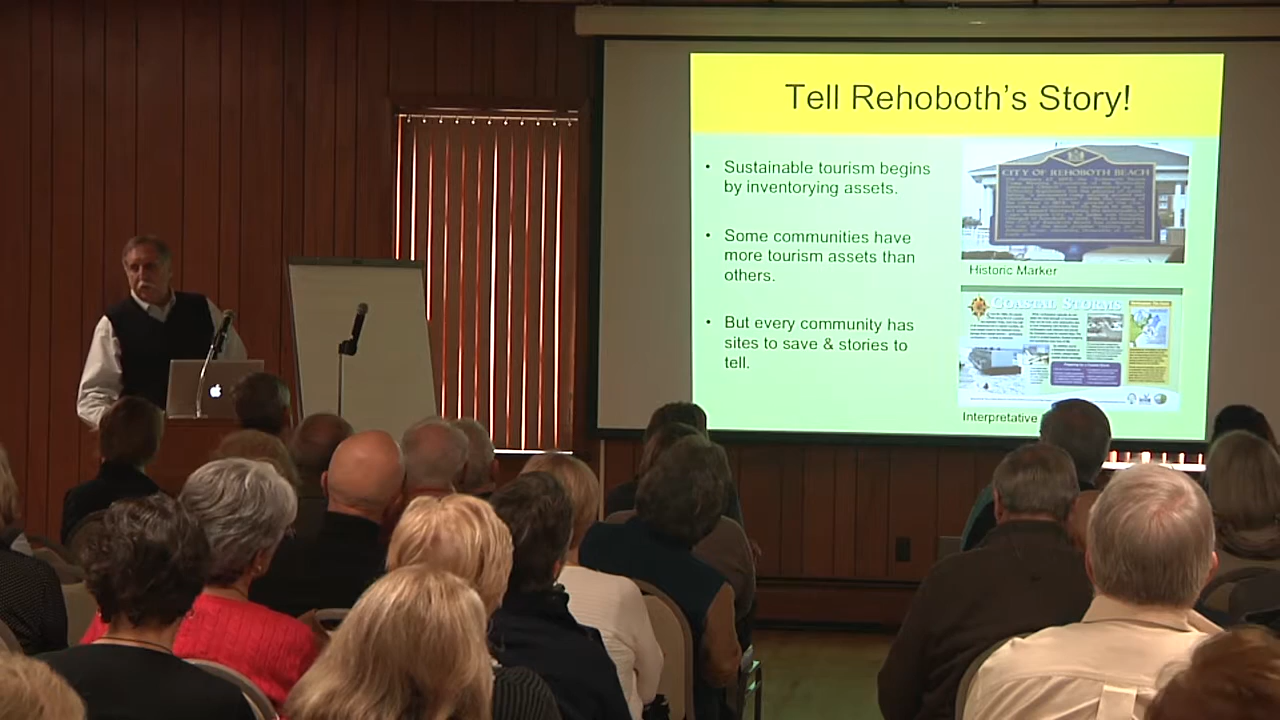 Tell Rehoboth's Story!
• Sustainable tourism begins
by inventorying assets.
• Some communities have
more tourism assets than
others.
• But every community has
sites to save & stories to
tell.
CITY OF REHOBOTH BEACH
Historic Marker
COASTAL STORMS
Interpretative